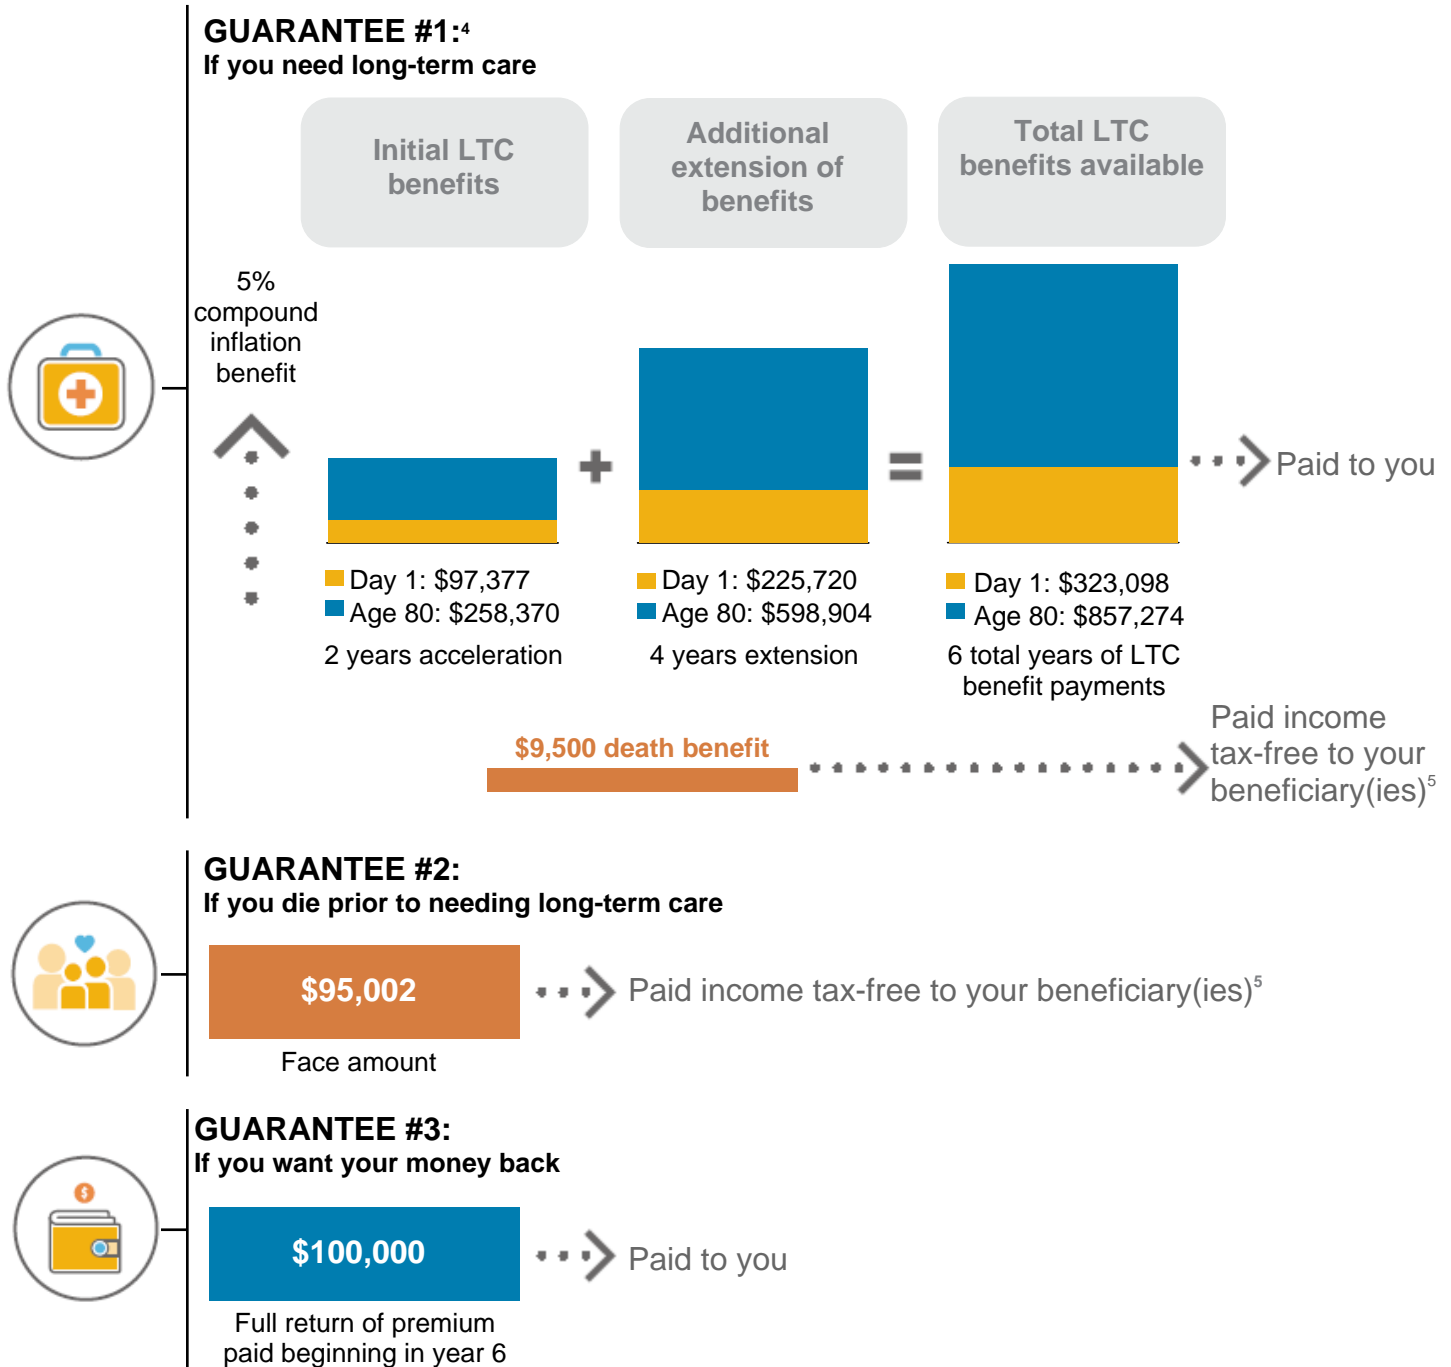 GUARANTEE #1:⁴
If you need long-term care
Initial LTC
benefits
Additional
extension of
benefits
Total LTC
benefits available
5%
compound
inflation
benefit
+
=
Paid to you
Day 1: $97,377
Age 80: $258,370
2 years acceleration
Day 1: $225,720
Age 80: $598,904
4 years extension
Day 1: $323,098
Age 80: $857,274
6 total years of LTC
benefit payments
$9,500 death benefit
Paid income
tax-free to your
beneficiary(ies)⁵
GUARANTEE #2:
If you die prior to needing long-term care
$95,002
Face amount
Paid income tax-free to your beneficiary(ies)⁵
GUARANTEE #3:
If you want your money back
$
$100,000
Paid to you
Full return of premium
paid beginning in year 6